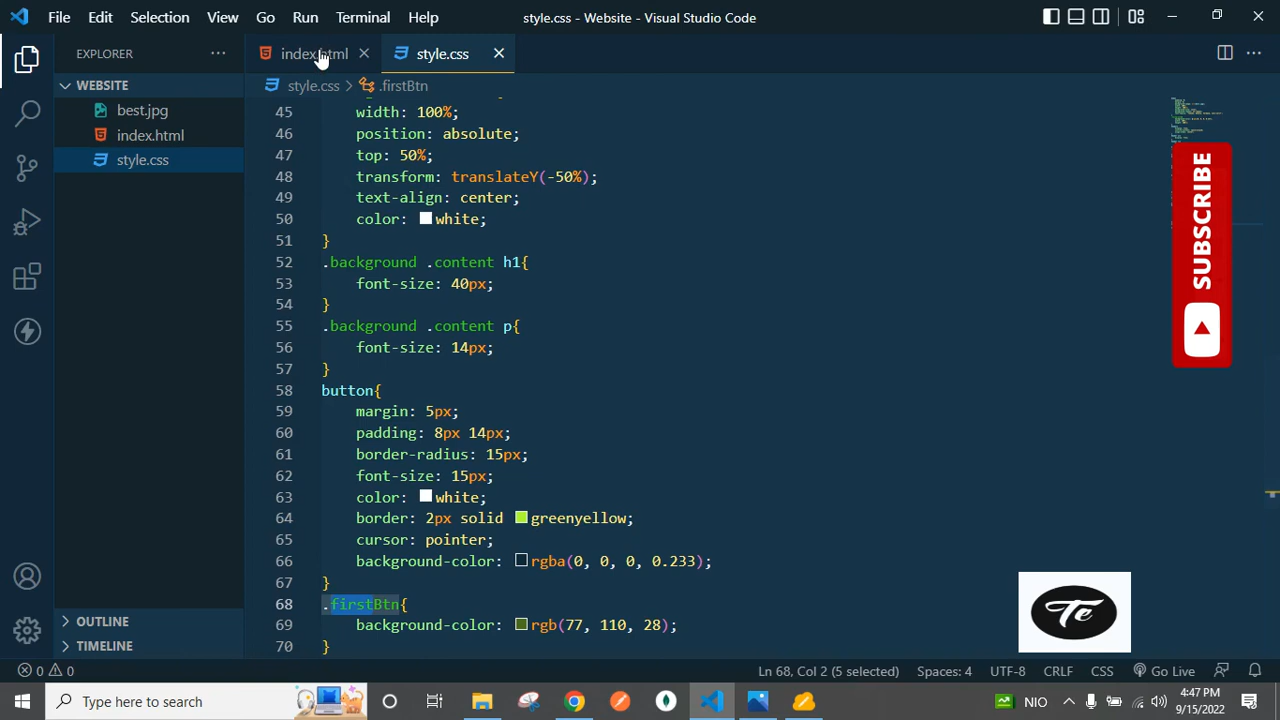 File Edit Selection View Go Run Terminal Help style.css - Website - Visual Studio Code
EXPLORER
index.html style.css
WEBSITE
style.css > .firstBtn
best.jpg
index.html
style.css
45 width: 100%;
46 position: absolute;
47 top: 50%;
48 transform: translateY(-50%);
49 text-align: center;
50 color: white;
51 }
52 .background .content h1{
53 font-size: 40px;
54 }
55 .background .content p{
56 font-size: 14px;
57 }
58 button{
59 margin: 5px;
60 padding: 8px 14px;
61 border-radius: 15px;
62 font-size: 15px;
63 color: white;
64 border: 2px solid greenyellow;
65 cursor: pointer;
66 background-color: rgba(0, 0, 0, 0.233);
67 }
68 .firstBtn{
69 background-color: rgb(77, 110, 28);
70 }
SUBSCRIBE
Tc
OUTLINE
TIMELINE
0 0 Ln 68, Col 2 (5 selected) Spaces: 4 UTF-8 CRLF CSS Go Live
Type here to search
NIO
4:47 PM
9/15/2022